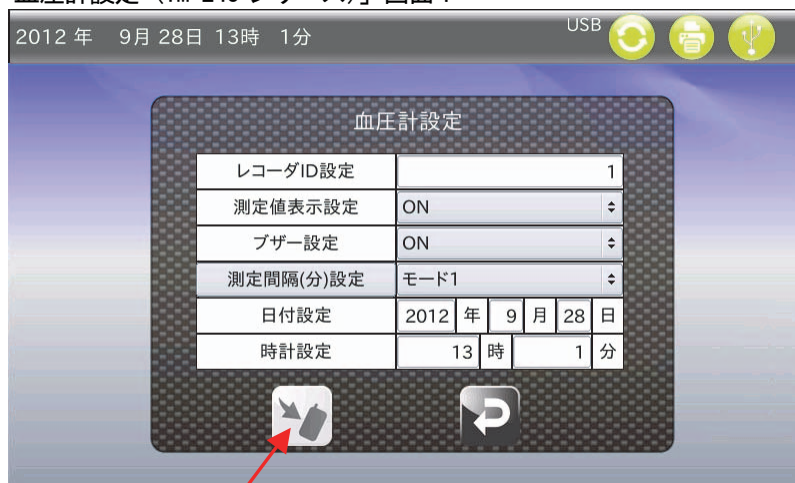 2012 年 9月 28日 13時 1分 USB
血圧計設定
レコーダID設定 1
測定値表示設定 ON
ブザー設定 ON
測定間隔(分)設定 モード1
日付設定 2012 年 9 月 28 日
時計設定 13 時 1 分